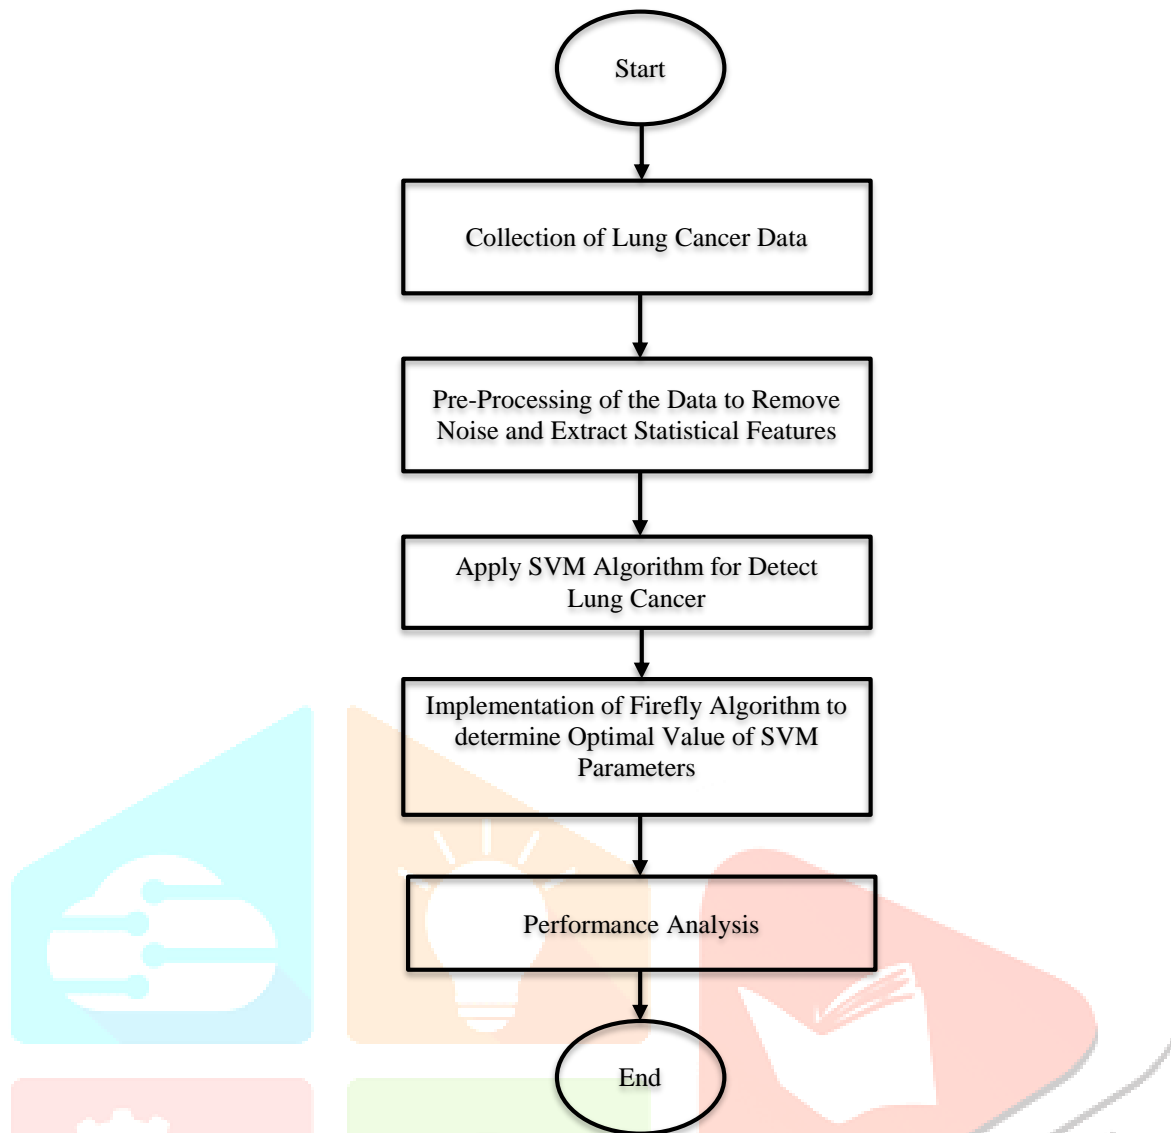 Start
Collection of Lung Cancer Data
Pre-Processing of the Data to Remove
Noise and Extract Statistical Features
Apply SVM Algorithm for Detect
Lung Cancer
Implementation of Firefly Algorithm to
determine Optimal Value of SVM
Parameters
Performance Analysis
End